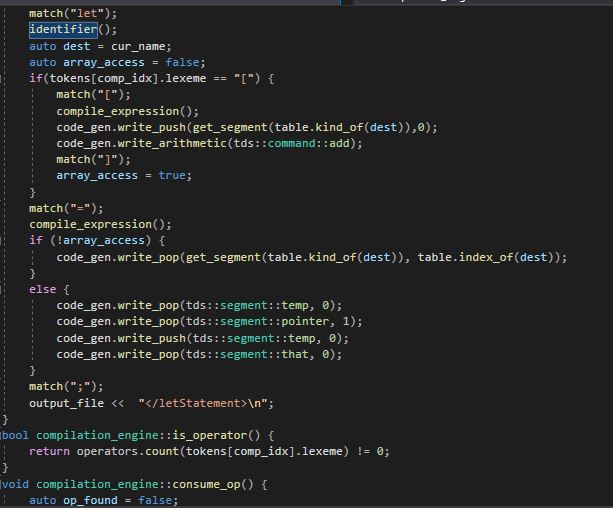 match("let");
identifier();
auto dest = cur_name;
auto array_access = false;
if(tokens[comp_idx].lexeme == "[") {
match("[");
compile_expression();
code_gen.write_push(get_segment(table.kind_of(dest)),0);
code_gen.write_arithmetic(tds::command::add);
match("]");
array_access = true;
}
match("=");
compile_expression();
if (!array_access) {
code_gen.write_pop(get_segment(table.kind_of(dest)), table.index_of(dest));
}
else {
code_gen.write_pop(tds::segment::temp, 0);
code_gen.write_pop(tds::segment::pointer, 1);
code_gen.write_push(tds::segment::temp, 0);
code_gen.write_pop(tds::segment::that, 0);
}
match(";");
output_file << "</letStatement>\n";
}
bool compilation_engine::is_operator() {
return operators.count(tokens[comp_idx].lexeme) != 0;
}
void compilation_engine::consume_op() {
auto op_found = false;